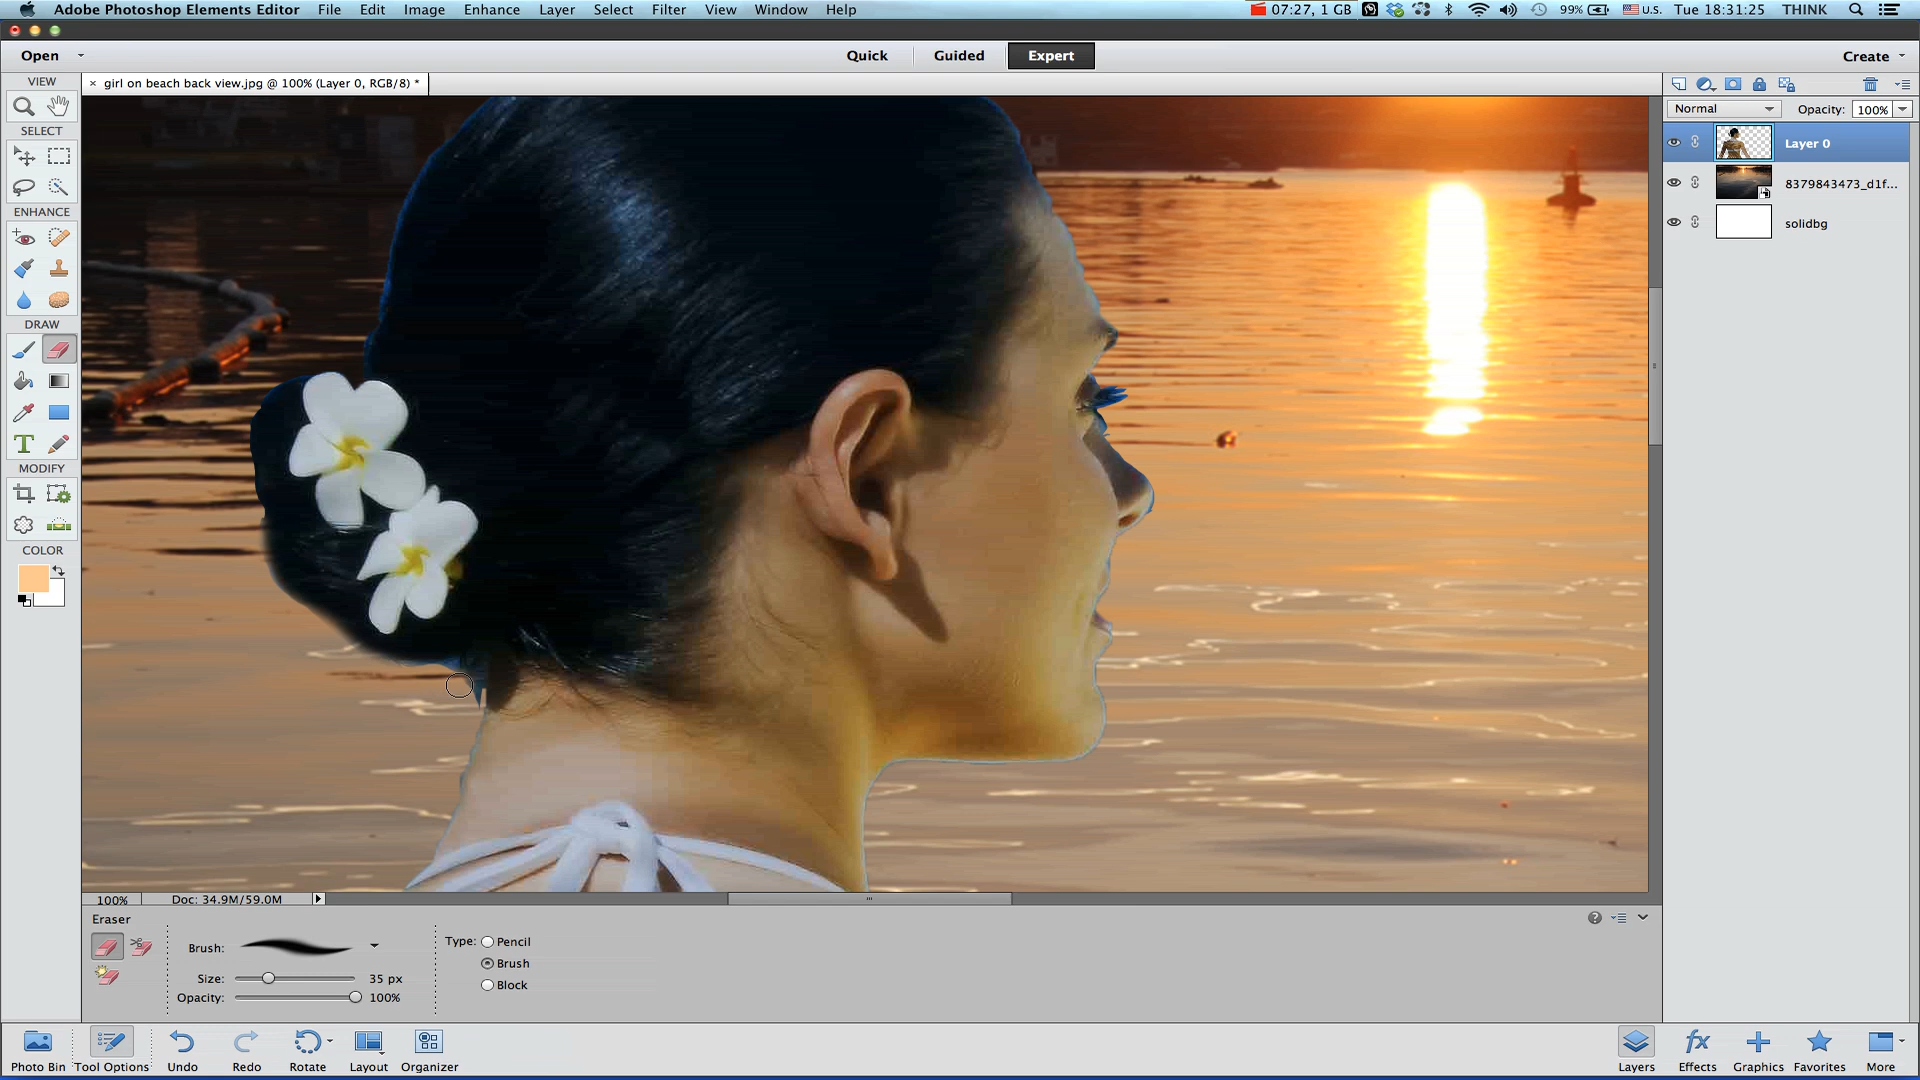 Adobe Photoshop Elements Editor File Edit Image Enhance Layer Select Filter View Window Help 07:27, 1 GB 99% U.S. Tue 18:31:25 THINK
Open Quick Guided Expert Create
VIEW
× girl on beach back view.jpg @ 100% (Layer 0, RGB/8) *
Normal Opacity: 100%
SELECT
Layer 0
8379843473_d1f...
ENHANCE
solidbg
DRAW
T
MODIFY
COLOR
100% Doc: 34.9M/59.0M
Eraser
Brush: Type: Pencil
Brush
Size: 35 px
Block
Opacity: 100%
Photo Bin Tool Options Undo Redo Rotate Layout Organizer
fx
Layers Effects Graphics Favorites More